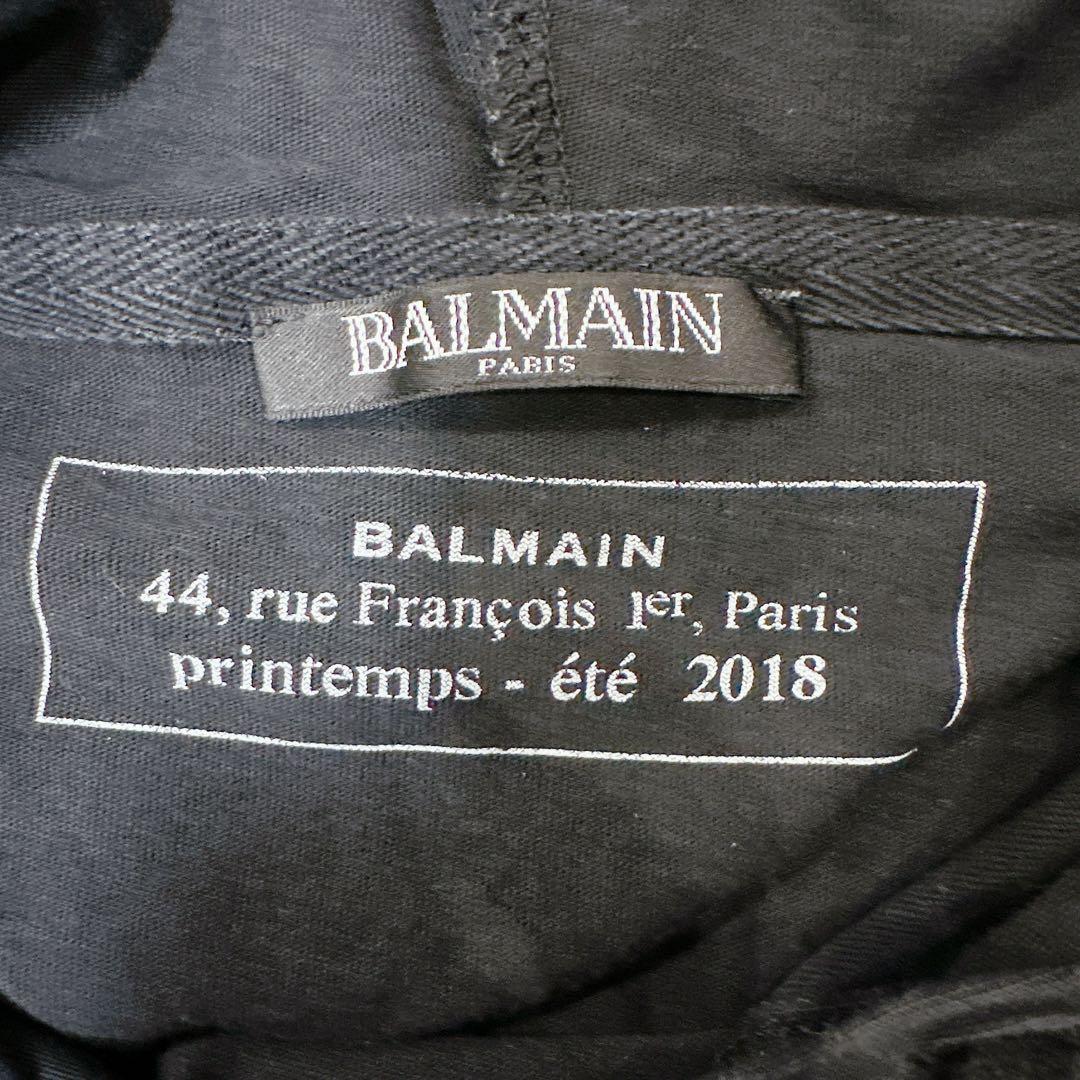 BALMAIN
PARIS
BALMAIN
44, rue François 1er, Paris
printemps - été 2018